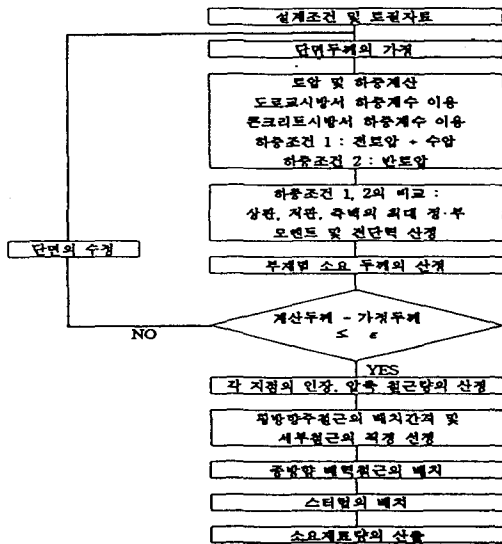 설계조건 및 토질자료
단면두께의 가정
토압 및 하중계산
도로교시방서 하중계수 이용
콘크리트시방서 하중계수 이용
하중조건 1 : 전토압 + 수압
하중조건 2 : 반토압
하중조건 1, 2의 비교 :
상판, 저판, 측벽의 최대 정·부
모멘트 및 전단력 산정
단면의 수정
부재별 소요 두께의 산정
계산두께 - 가정두께
≤ ε
NO
YES
각 지점의 인장, 압축 철근량의 산정
횡방향주철근의 배치간격 및
세부철근의 직경 선정
종방향 배력철근의 배치
스터럽의 배치
소요재료량의 산출